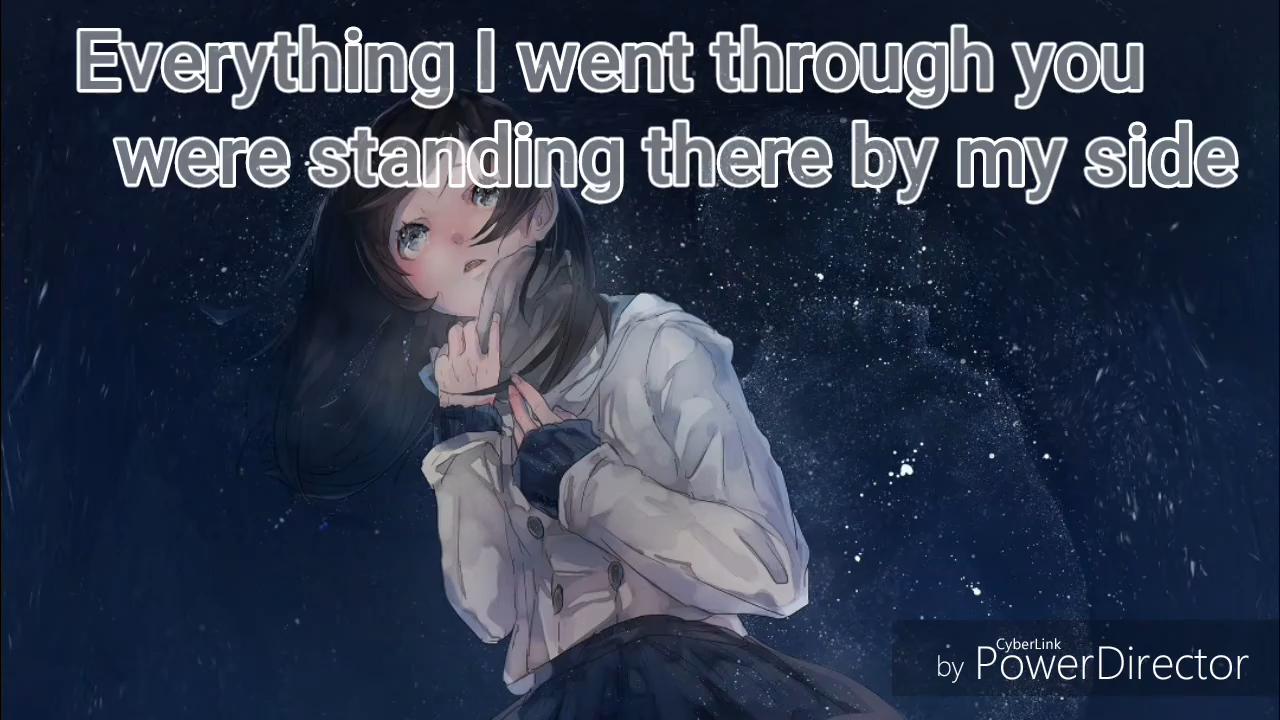 Everything I went through you
were standing there by my side
CyberLink
by PowerDirector